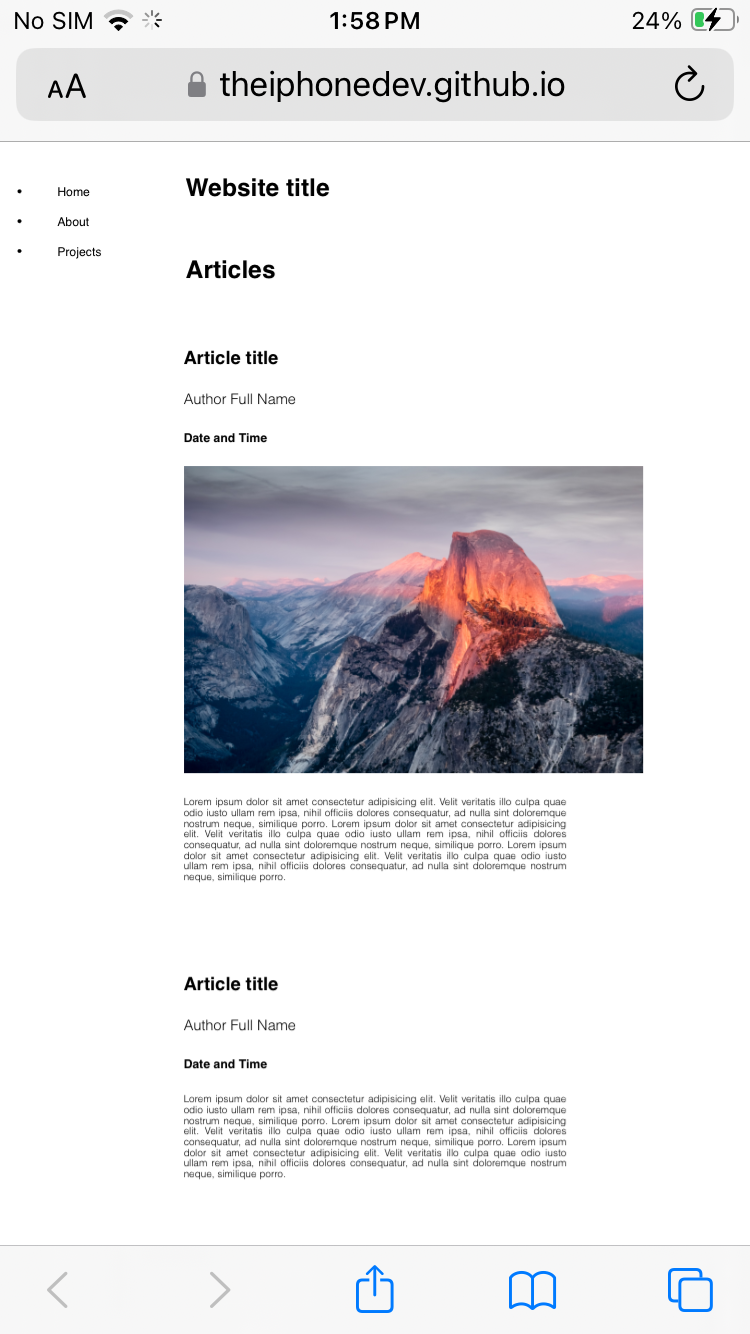 No SIM 1:58 PM 24%
AA theiphonedev.github.io
• Home
• About
• Projects
Website title
Articles
Article title
Author Full Name
Date and Time
Lorem ipsum dolor sit amet consectetur adipisicing elit. Velit veritatis illo culpa quae
odio iusto ullam rem ipsa, nihil officiis dolores consequatur, ad nulla sint doloremque
nostrum neque, similique porro. Lorem ipsum dolor sit amet consectetur adipisicing
elit. Velit veritatis illo culpa quae odio iusto ullam rem ipsa, nihil officiis dolores
consequatur, ad nulla sint doloremque nostrum neque, similique porro. Lorem ipsum
dolor sit amet consectetur adipisicing elit. Velit veritatis illo culpa quae odio iusto
ullam rem ipsa, nihil officiis dolores consequatur, ad nulla sint doloremque nostrum
neque, similique porro.
Article title
Author Full Name
Date and Time
Lorem ipsum dolor sit amet consectetur adipisicing elit. Velit veritatis illo culpa quae
odio iusto ullam rem ipsa, nihil officiis dolores consequatur, ad nulla sint doloremque
nostrum neque, similique porro. Lorem ipsum dolor sit amet consectetur adipisicing
elit. Velit veritatis illo culpa quae odio iusto ullam rem ipsa, nihil officiis dolores
consequatur, ad nulla sint doloremque nostrum neque, similique porro. Lorem ipsum
dolor sit amet consectetur adipisicing elit. Velit veritatis illo culpa quae odio iusto
ullam rem ipsa, nihil officiis dolores consequatur, ad nulla sint doloremque nostrum
neque, similique porro.